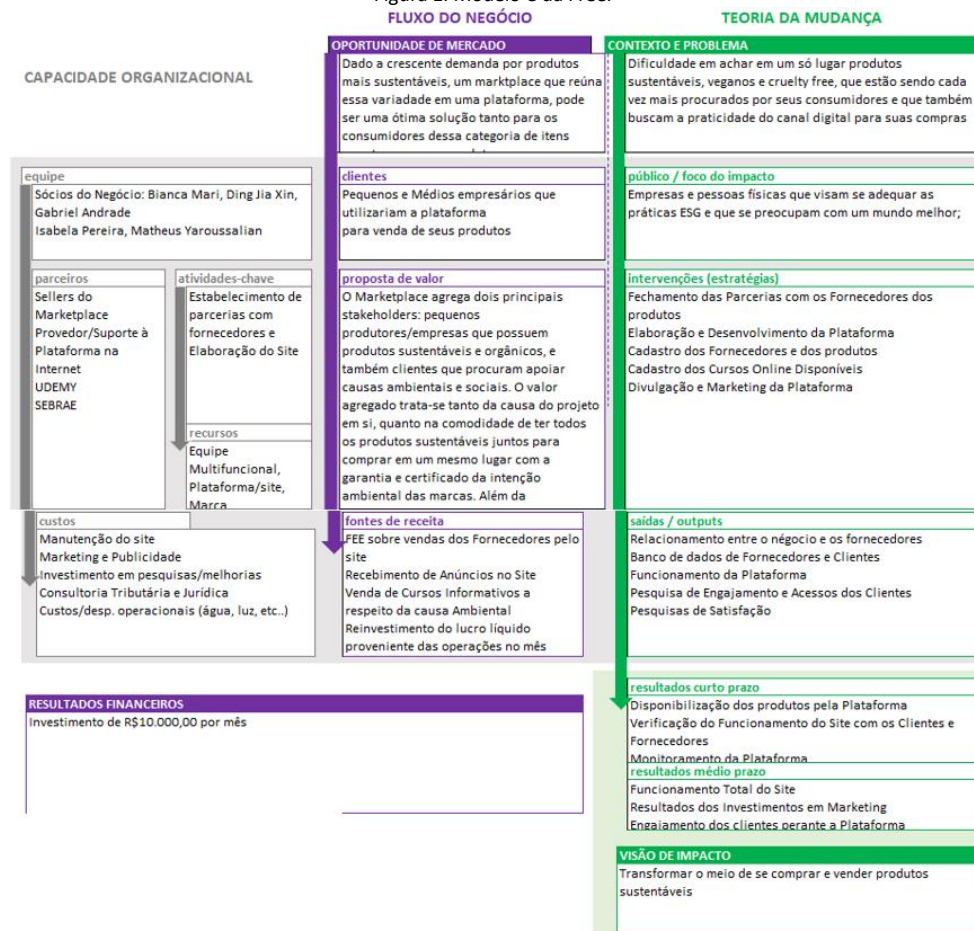 FLUXO DO NEGÓCIO
TEORIA DA MUDANÇA
CAPACIDADE ORGANIZACIONAL
OPORTUNIDADE DE MERCADO
Dado a crescente demanda por produtos
mais sustentáveis, um marktplace que reúna
essa variadade em uma plataforma, pode
ser uma ótima solução tanto para os
consumidores dessa categoria de itens
CONTEXTO E PROBLEMA
Dificuldade em achar em um só lugar produtos
sustentáveis, veganos e cruelty free, que estão sendo cada
vez mais procurados por seus consumidores e que também
buscam a praticidade do canal digital para suas compras
equipe
Sócios do Negócio: Bianca Mari, Ding Jia Xin,
Gabriel Andrade
Isabela Pereira, Matheus Yaroussalian
clientes
Pequenos e Médios empresários que
utilizariam a plataforma
para venda de seus produtos
público / foco do impacto
Empresas e pessoas físicas que visam se adequar as
práticas ESG e que se preocupam com um mundo melhor;
parceiros
Sellers do
Marketplace
Provedor/Suporte à
Plataforma na
Internet
UDEMY
SEBRAE
atividades-chave
Estabelecimento de
parcerias com
fornecedores e
Elaboração do Site
recursos
Equipe
Multifuncional,
Plataforma/site,
Marca
proposta de valor
O Marketplace agrega dois principais
stakeholders: pequenos
produtores/empresas que possuem
produtos sustentáveis e orgânicos, e
também clientes que procuram apoiar
causas ambientais e sociais. O valor
agregado trata-se tanto da causa do projeto
em si, quanto na comodidade de ter todos
os produtos sustentáveis juntos para
comprar em um mesmo lugar com a
garantia e certificado da intenção
ambiental das marcas. Além da
intervenções (estratégias)
Fechamento das Parcerias com os Fornecedores dos
produtos
Elaboração e Desenvolvimento da Plataforma
Cadastro dos Fornecedores e dos produtos
Cadastro dos Cursos Online Disponíveis
Divulgação e Marketing da Plataforma
custos
Manutenção do site
Marketing e Publicidade
Investimento em pesquisas/melhorias
Consultoria Tributária e Jurídica
Custos/desp. operacionais (água, luz, etc..)
fontes de receita
FEE sobre vendas dos Fornecedores pelo
site
Recebimento de Anúncios no Site
Venda de Cursos Informativos a
respeito da causa Ambiental
Reinvestimento do lucro líquido
proveniente das operações no mês
saídas / outputs
Relacionamento entre o négocio e os fornecedores
Banco de dados de Fornecedores e Clientes
Funcionamento da Plataforma
Pesquisa de Engajamento e Acessos dos Clientes
Pesquisas de Satisfação
RESULTADOS FINANCEIROS
Investimento de R$10.000,00 por mês
resultados curto prazo
Disponibilização dos produtos pela Plataforma
Verificação do Funcionamento do Site com os Clientes e
Fornecedores
Monitoramento da Plataforma
resultados médio prazo
Funcionamento Total do Site
Resultados dos Investimentos em Marketing
Engajamento dos clientes perante a Plataforma
VISÃO DE IMPACTO
Transformar o meio de se comprar e vender produtos
sustentáveis